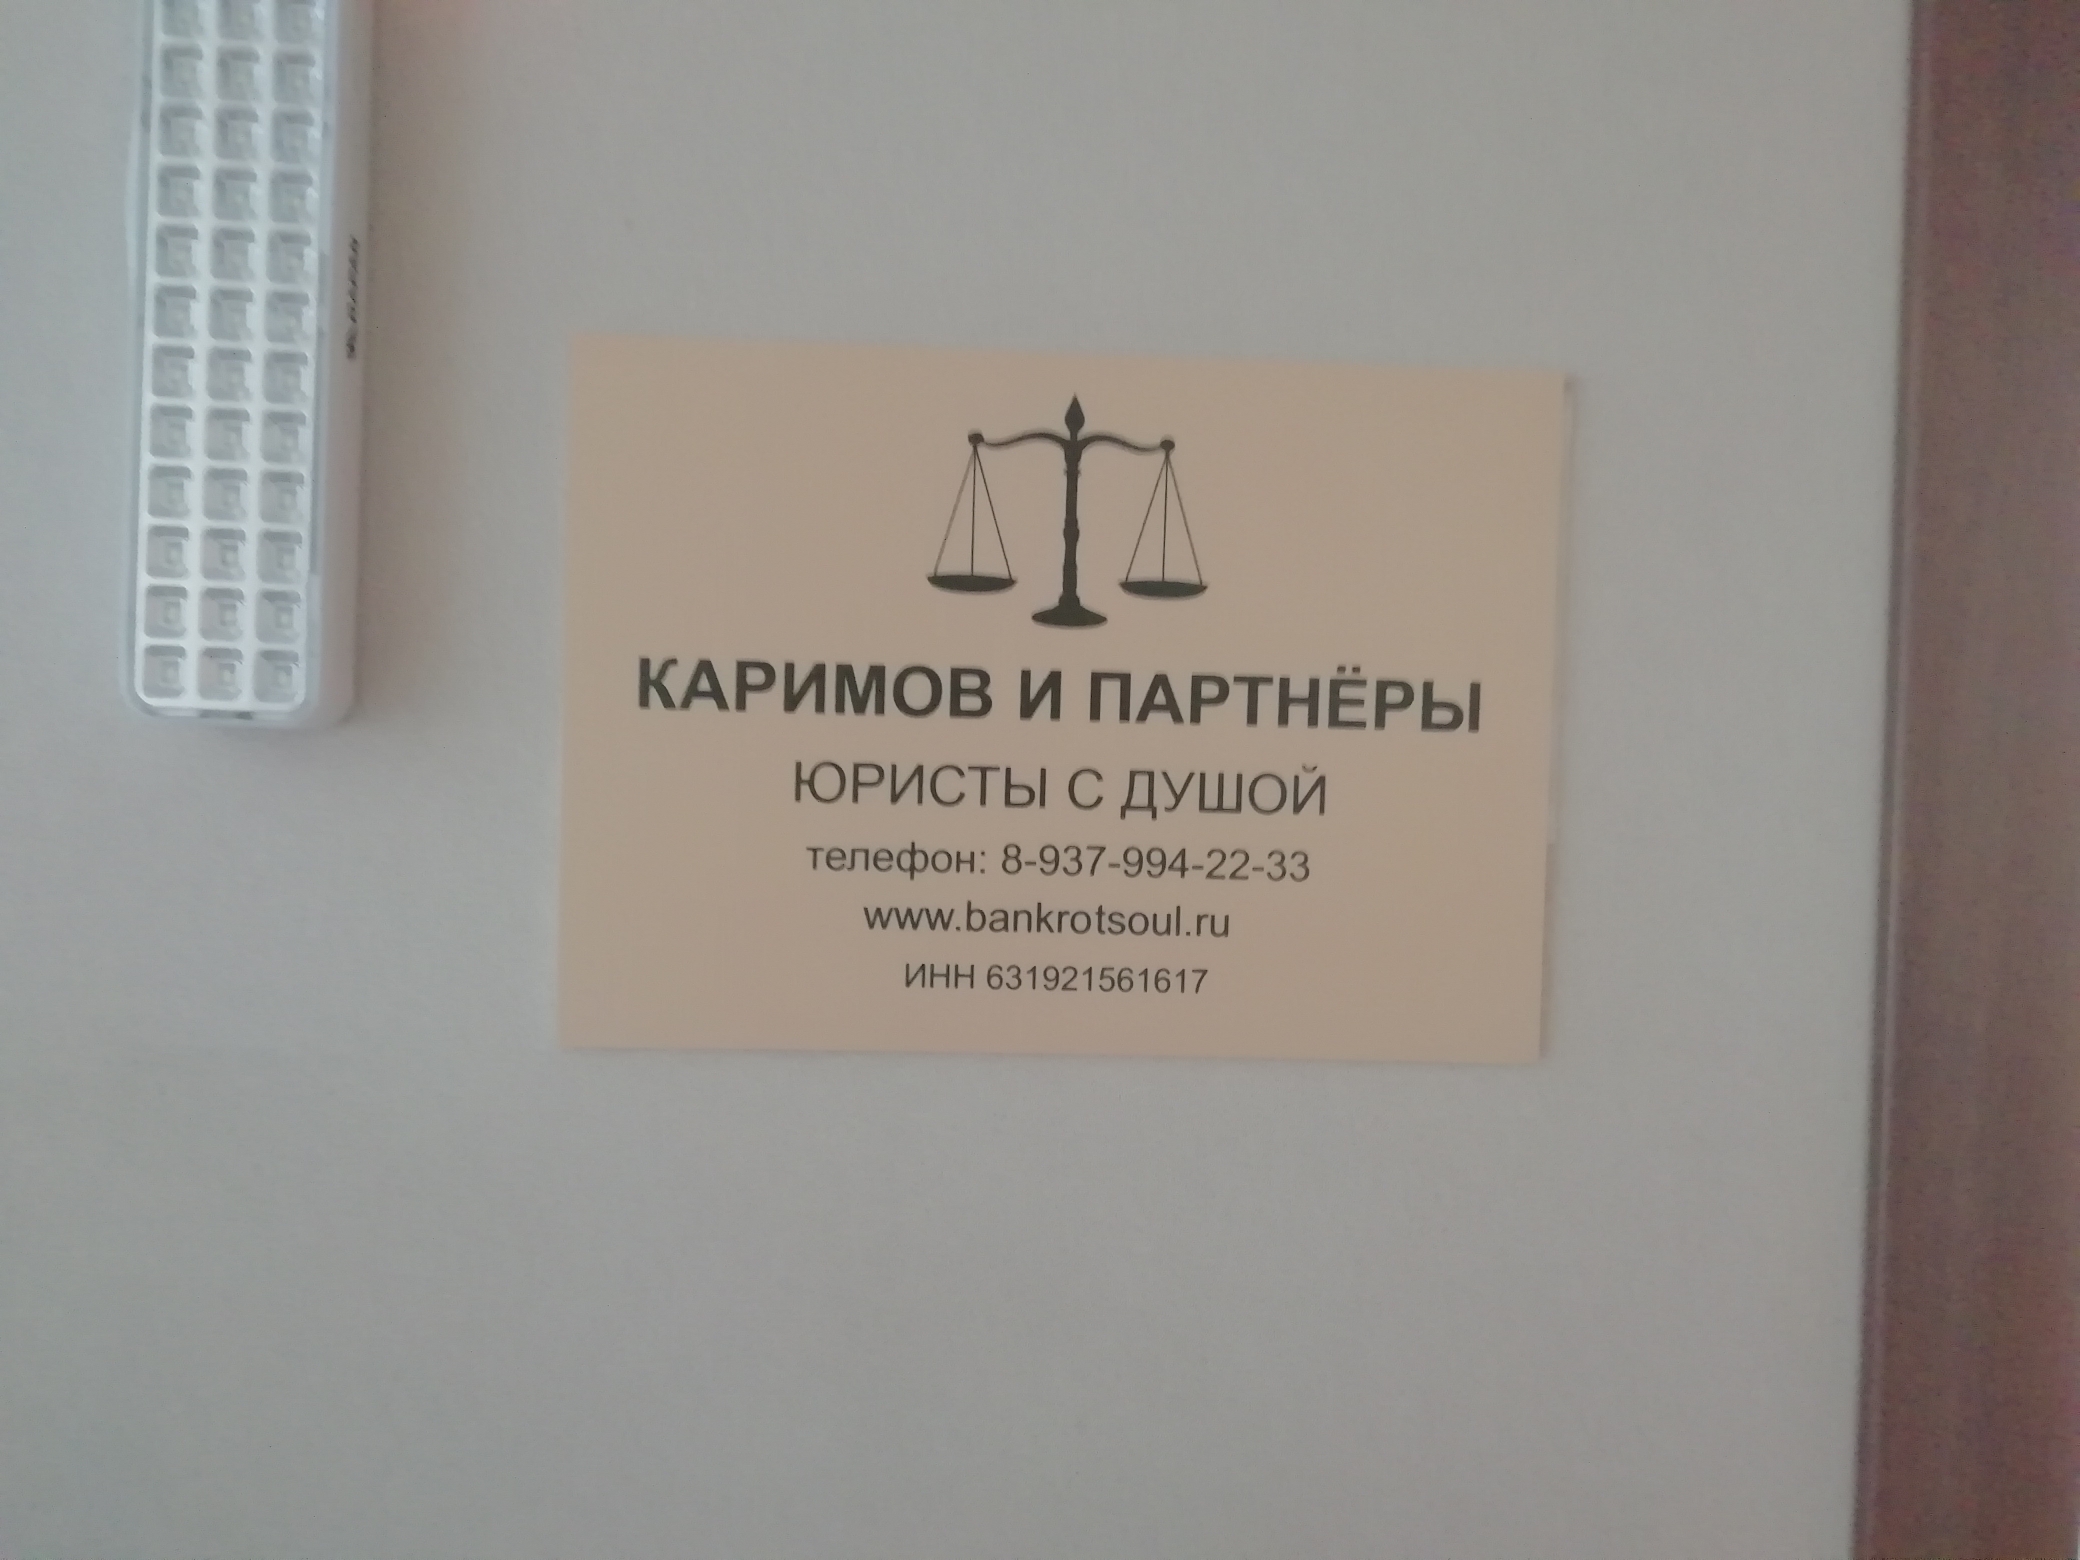 КАРИМОВ И ПАРТНЁРЫ
ЮРИСТЫ С ДУШОЙ
телефон: 8-937-994-22-33
www.bankrotsoul.ru
ИНН 631921561617